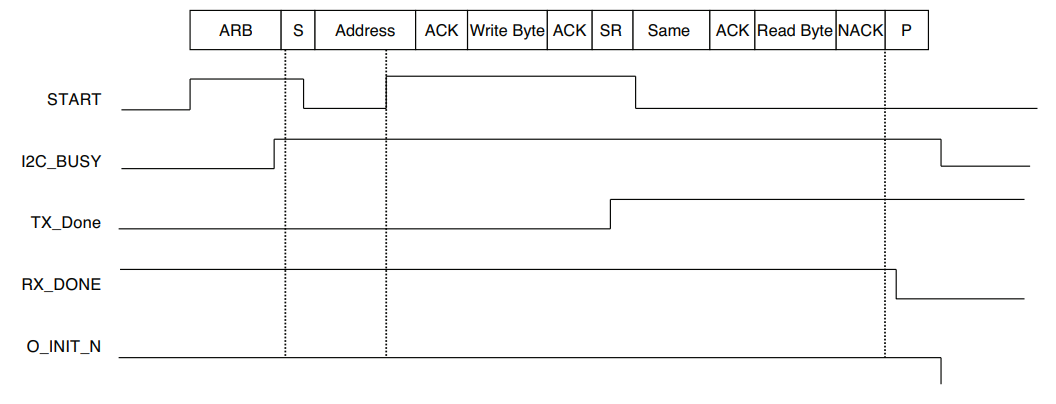 ARB S Address ACK Write Byte ACK SR Same ACK Read Byte NACK P
START
I2C_BUSY
TX_Done
RX_DONE
O_INIT_N